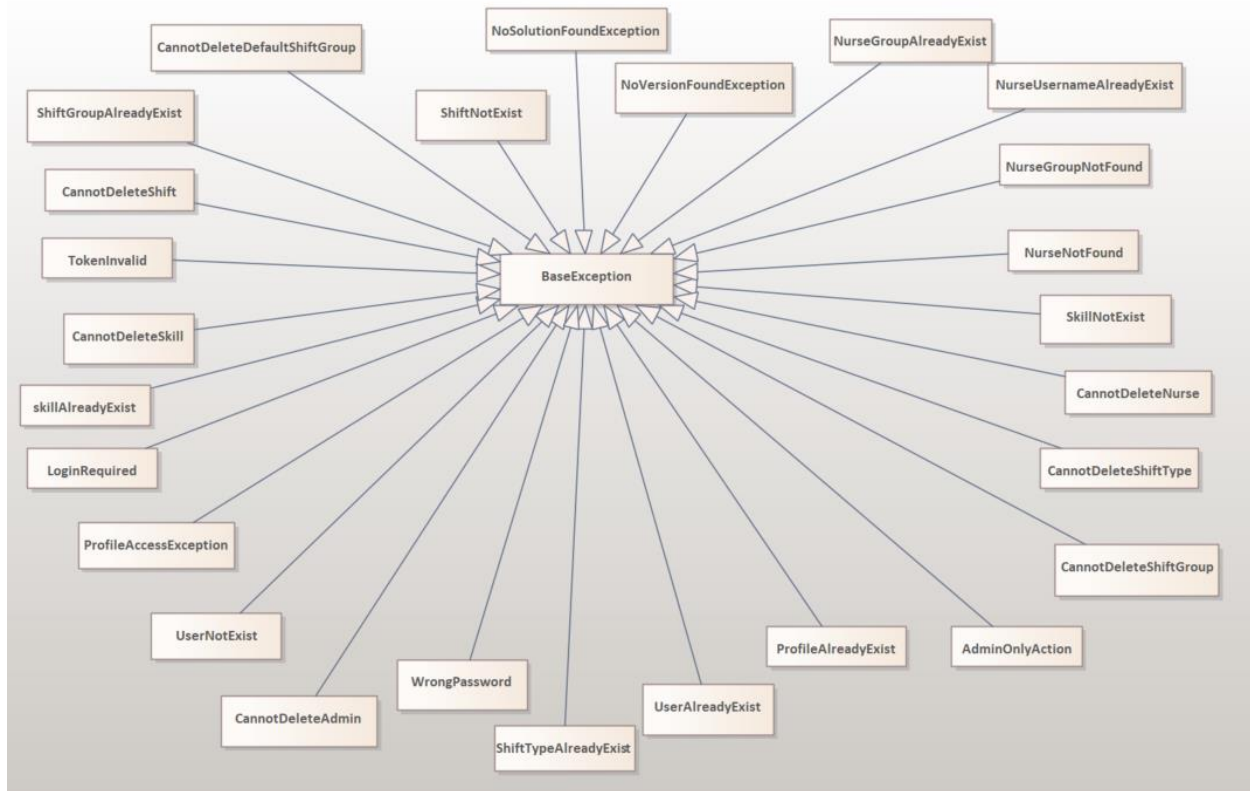 NoSolutionFoundException
CannotDeleteDefaultShiftGroup
NurseGroupAlreadyExist
NoVersionFoundException
NurseUsernameAlreadyExist
ShiftGroupAlreadyExist
ShiftNotExist
NurseGroupNotFound
CannotDeleteShift
TokenInvalid
NurseNotFound
BaseException
SkillNotExist
CannotDeleteSkill
CannotDeleteNurse
skillAlreadyExist
LoginRequired
CannotDeleteShiftType
ProfileAccessException
CannotDeleteShiftGroup
UserNotExist
ProfileAlreadyExist
AdminOnlyAction
WrongPassword
UserAlreadyExist
CannotDeleteAdmin
ShiftTypeAlreadyExist